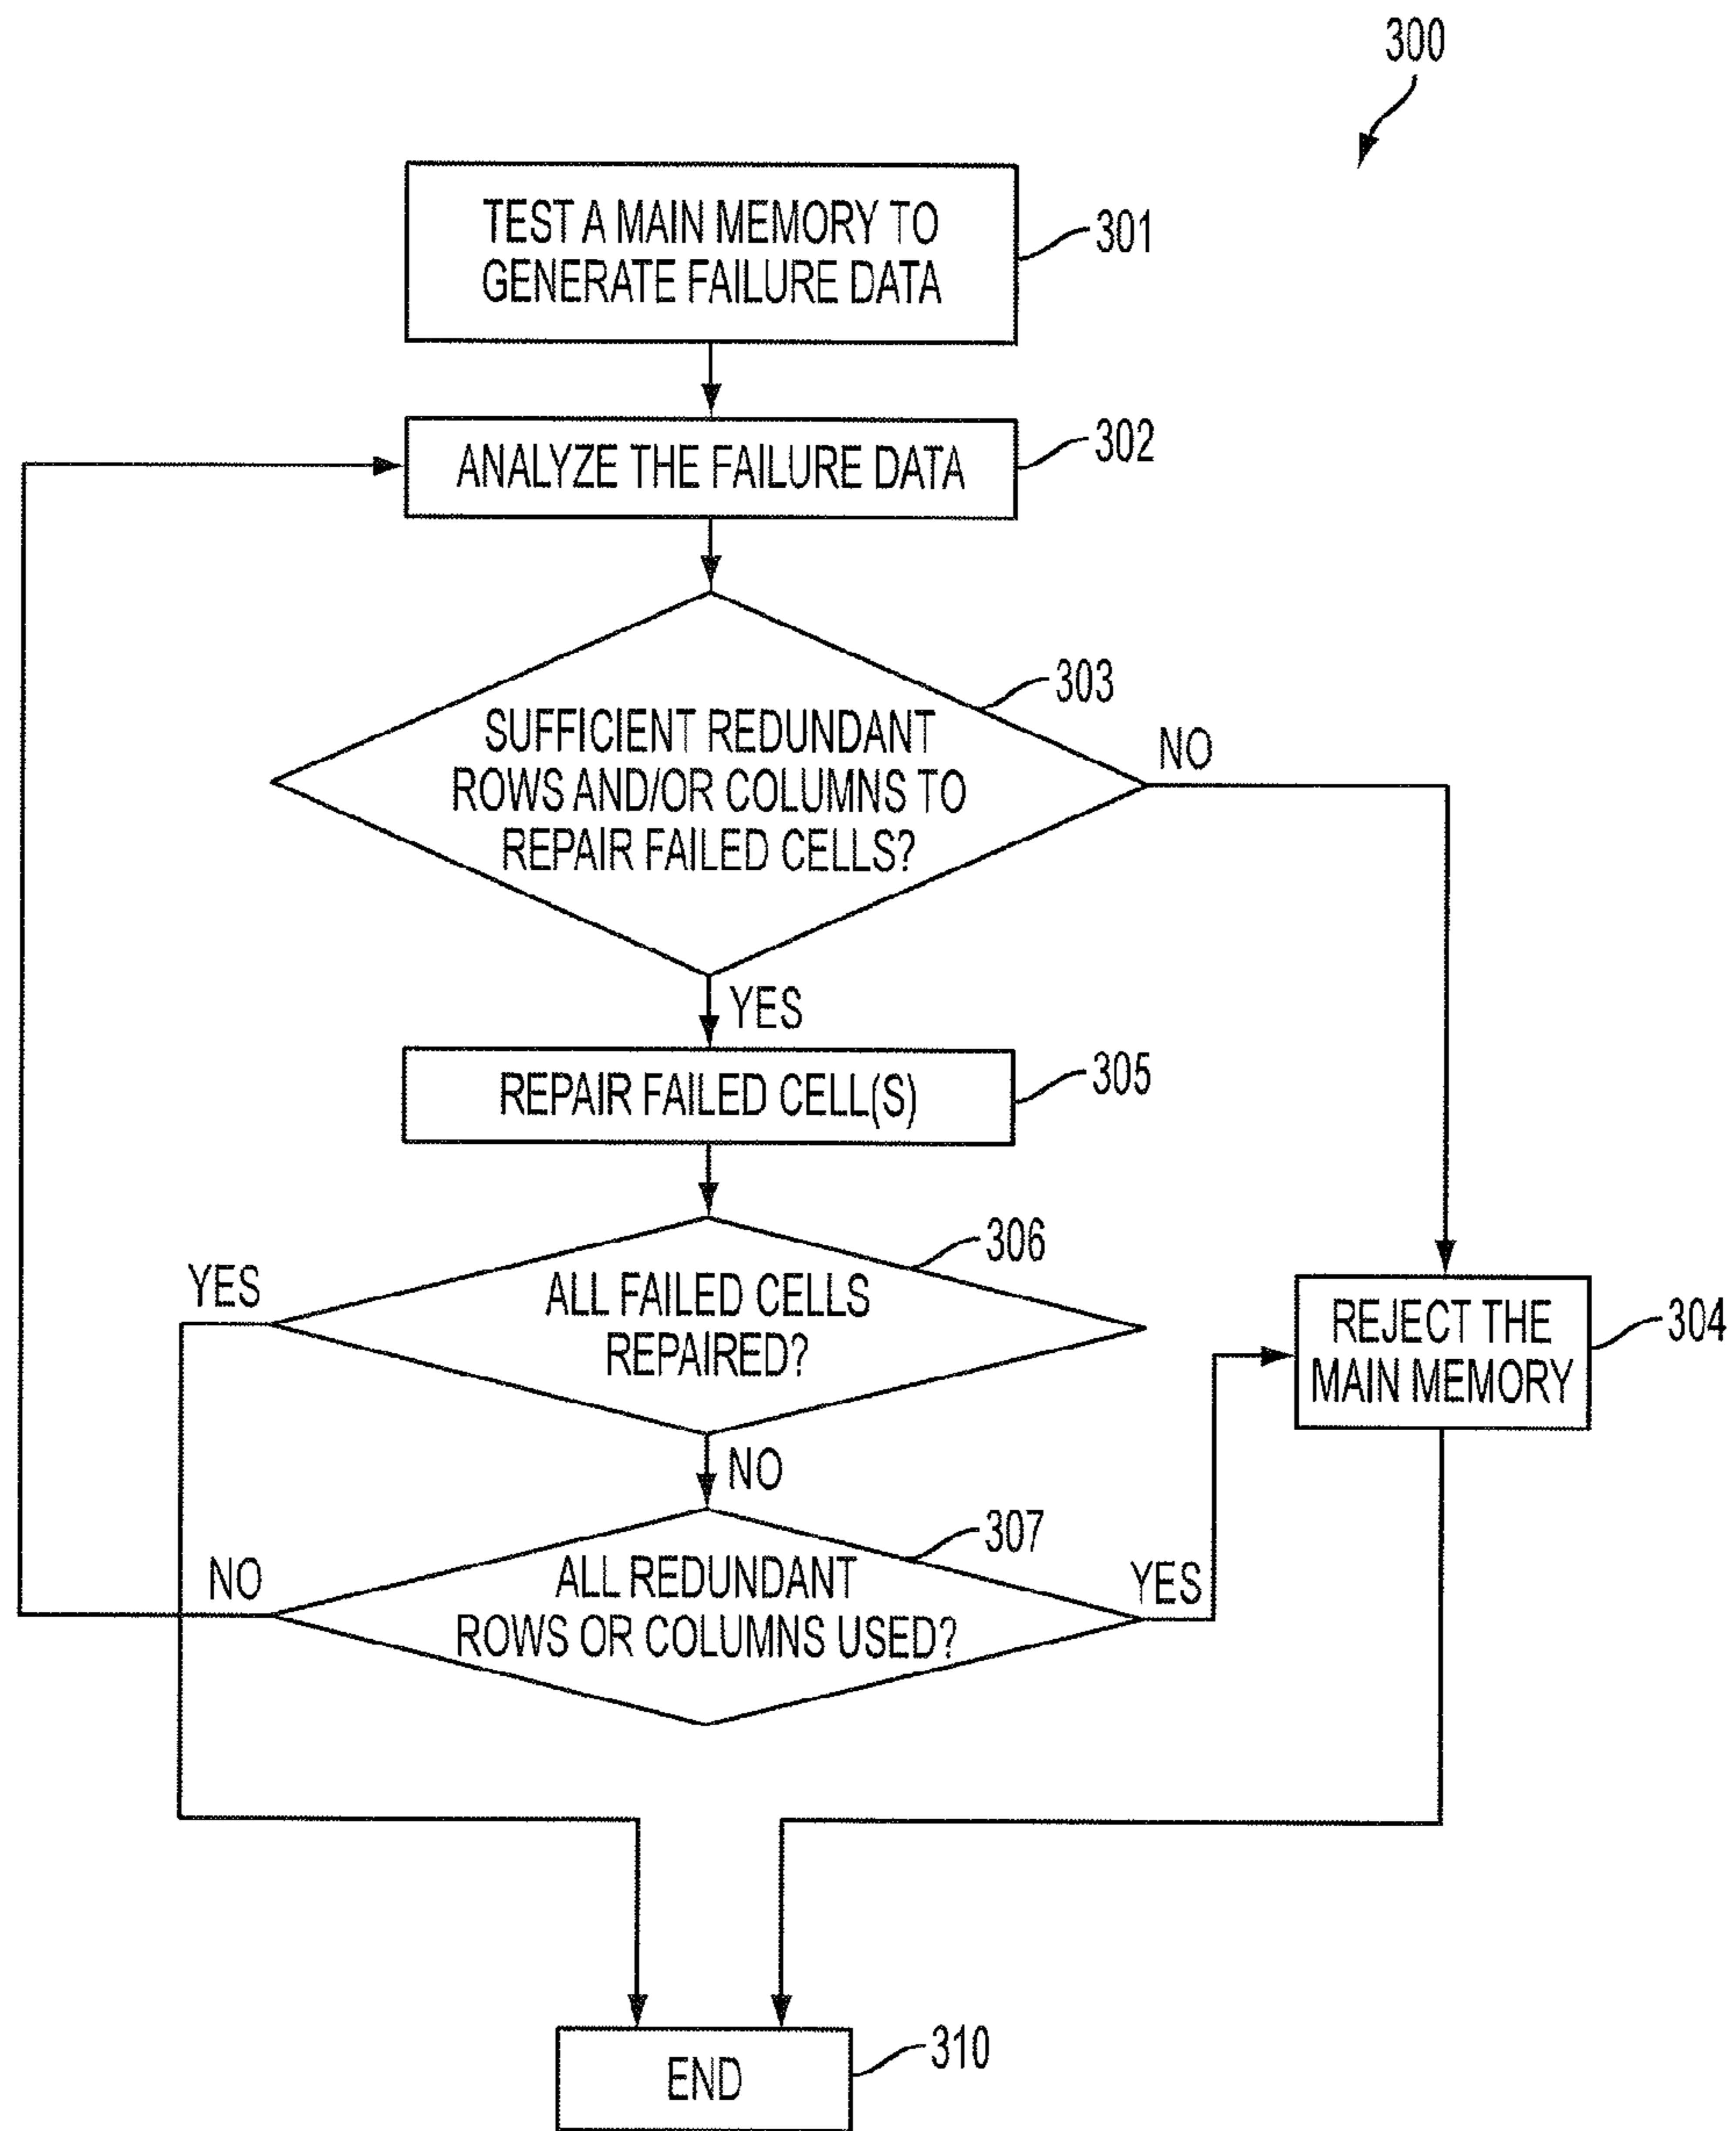 300
TEST A MAIN MEMORY TO
GENERATE FAILURE DATA
301
ANALYZE THE FAILURE DATA
302
303
SUFFICIENT REDUNDANT
ROWS AND/OR COLUMNS TO
REPAIR FAILED CELLS?
NO
YES
REPAIR FAILED CELL(S)
305
306
YES
ALL FAILED CELLS
REPAIRED?
REJECT THE
MAIN MEMORY
304
NO
307
NO
ALL REDUNDANT
ROWS OR COLUMNS USED?
YES
END
310